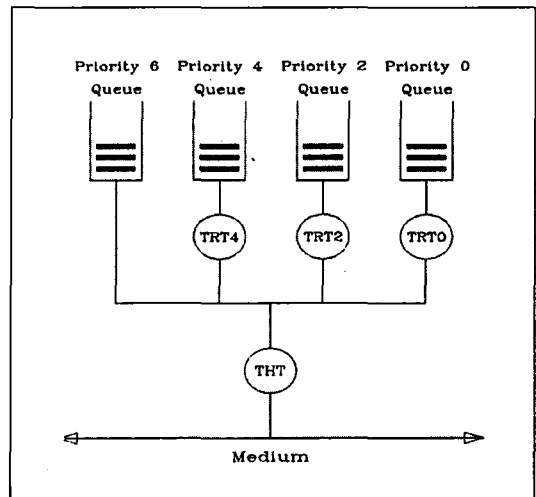 Priority 6 Priority 4 Priority 2 Priority 0
Queue Queue Queue Queue
TRT4 TRT2 TRT0
THT
Medium